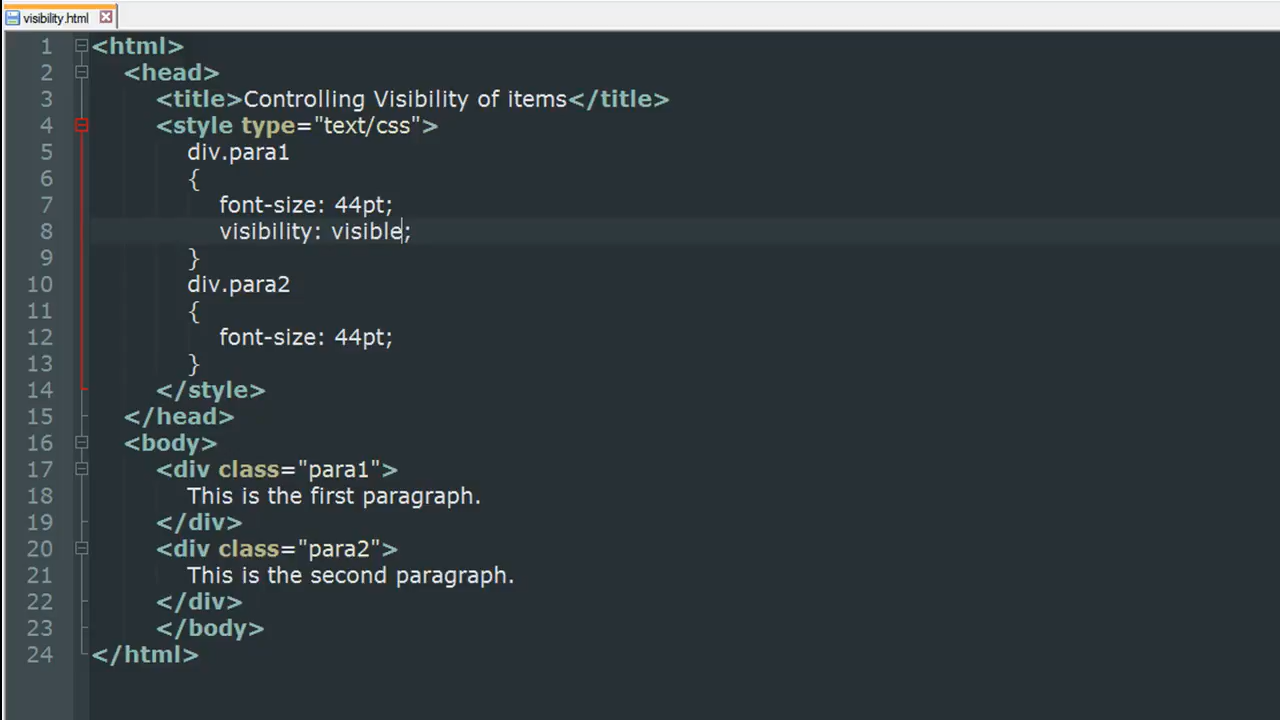 visibility.html
1 <html>
2 <head>
3 <title>Controlling Visibility of items</title>
4 <style type="text/css">
5 div.para1
6 {
7 font-size: 44pt;
8 visibility: visible;
9 }
10 div.para2
11 {
12 font-size: 44pt;
13 }
14 </style>
15 </head>
16 <body>
17 <div class="para1">
18 This is the first paragraph.
19 </div>
20 <div class="para2">
21 This is the second paragraph.
22 </div>
23 </body>
24 </html>